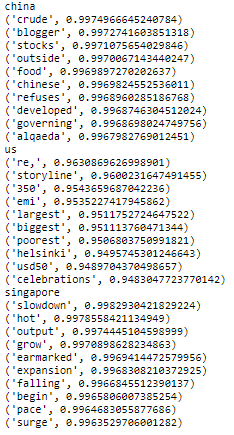 china
('crude', 0.9974966645240784)
('blogger', 0.9972741603851318)
('stocks', 0.9971075654029846)
('outside', 0.9970067143440247)
('food', 0.9969897270202637)
('chinese', 0.9969824552536011)
('refuses', 0.9968960285186768)
('developed', 0.9968746304512024)
('governing', 0.9968698024749756)
('alqaeda', 0.9967982769012451)
us
('re,', 0.9630869626998901)
('storyline', 0.9600231647491455)
('350', 0.9543659687042236)
('emi', 0.9535227417945862)
('largest', 0.9511752724647522)
('biggest', 0.951113760471344)
('poorest', 0.9506803750991821)
('helsinki', 0.9495745301246643)
('usd50', 0.9489704370498657)
('celebrations', 0.9483047723770142)
singapore
('slowdown', 0.9982930421829224)
('hot', 0.9978558421134949)
('output', 0.9974445104598999)
('grow', 0.9970898628234863)
('earmarked', 0.9969414472579956)
('expansion', 0.9968308210372925)
('falling', 0.9966845512390137)
('begin', 0.9965806007385254)
('pace', 0.9964683055877686)
('surge', 0.9963529706001282)